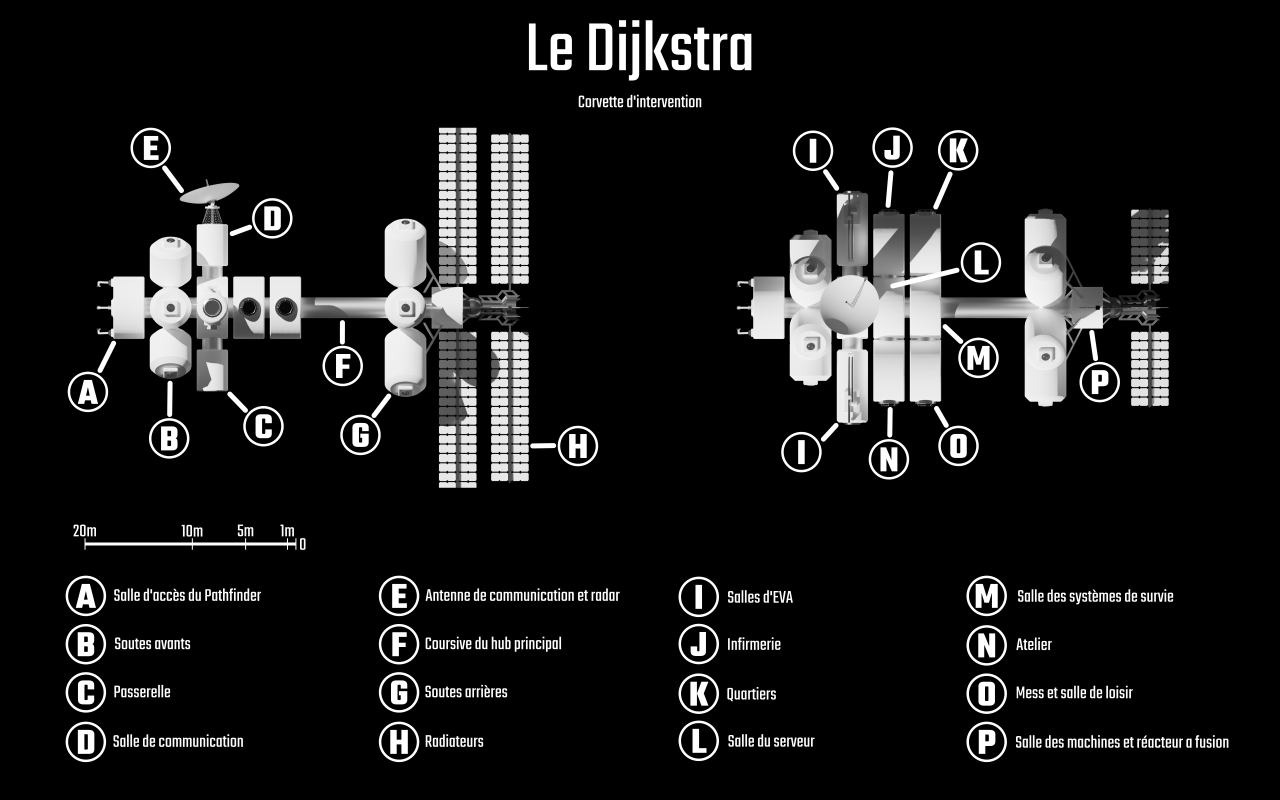 Le Dijkstra
Corvette d'intervention
E
D
A
B
C
F
G
H
I
J
K
L
M
P
I
N
O
20m 10m 5m 1m 0
A Salle d'accès du Pathfinder
B Soutes avants
C Passerelle
D Salle de communication
E Antenne de communication et radar
F Coursive du hub principal
G Soutes arrières
H Radiateurs
I Salles d'EVA
J Infirmerie
K Quartiers
L Salle du serveur
M Salle des systèmes de survie
N Atelier
O Mess et salle de loisir
P Salle des machines et réacteur a fusion